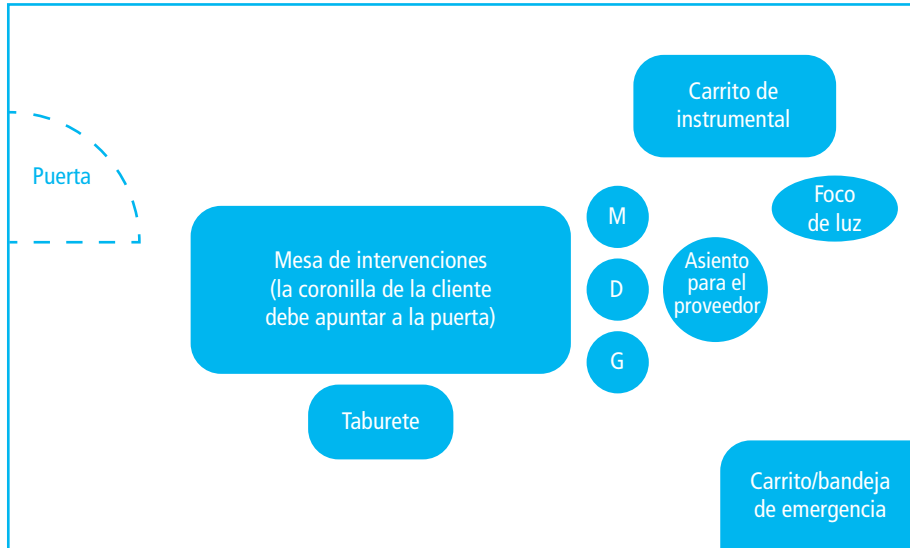 Carrito de
instrumental
Puerta
Foco
de luz
M
Mesa de intervenciones
(la coronilla de la cliente
debe apuntar a la puerta)
D
Asiento
para el
proveedor
G
Taburete
Carrito/bandeja
de emergencia